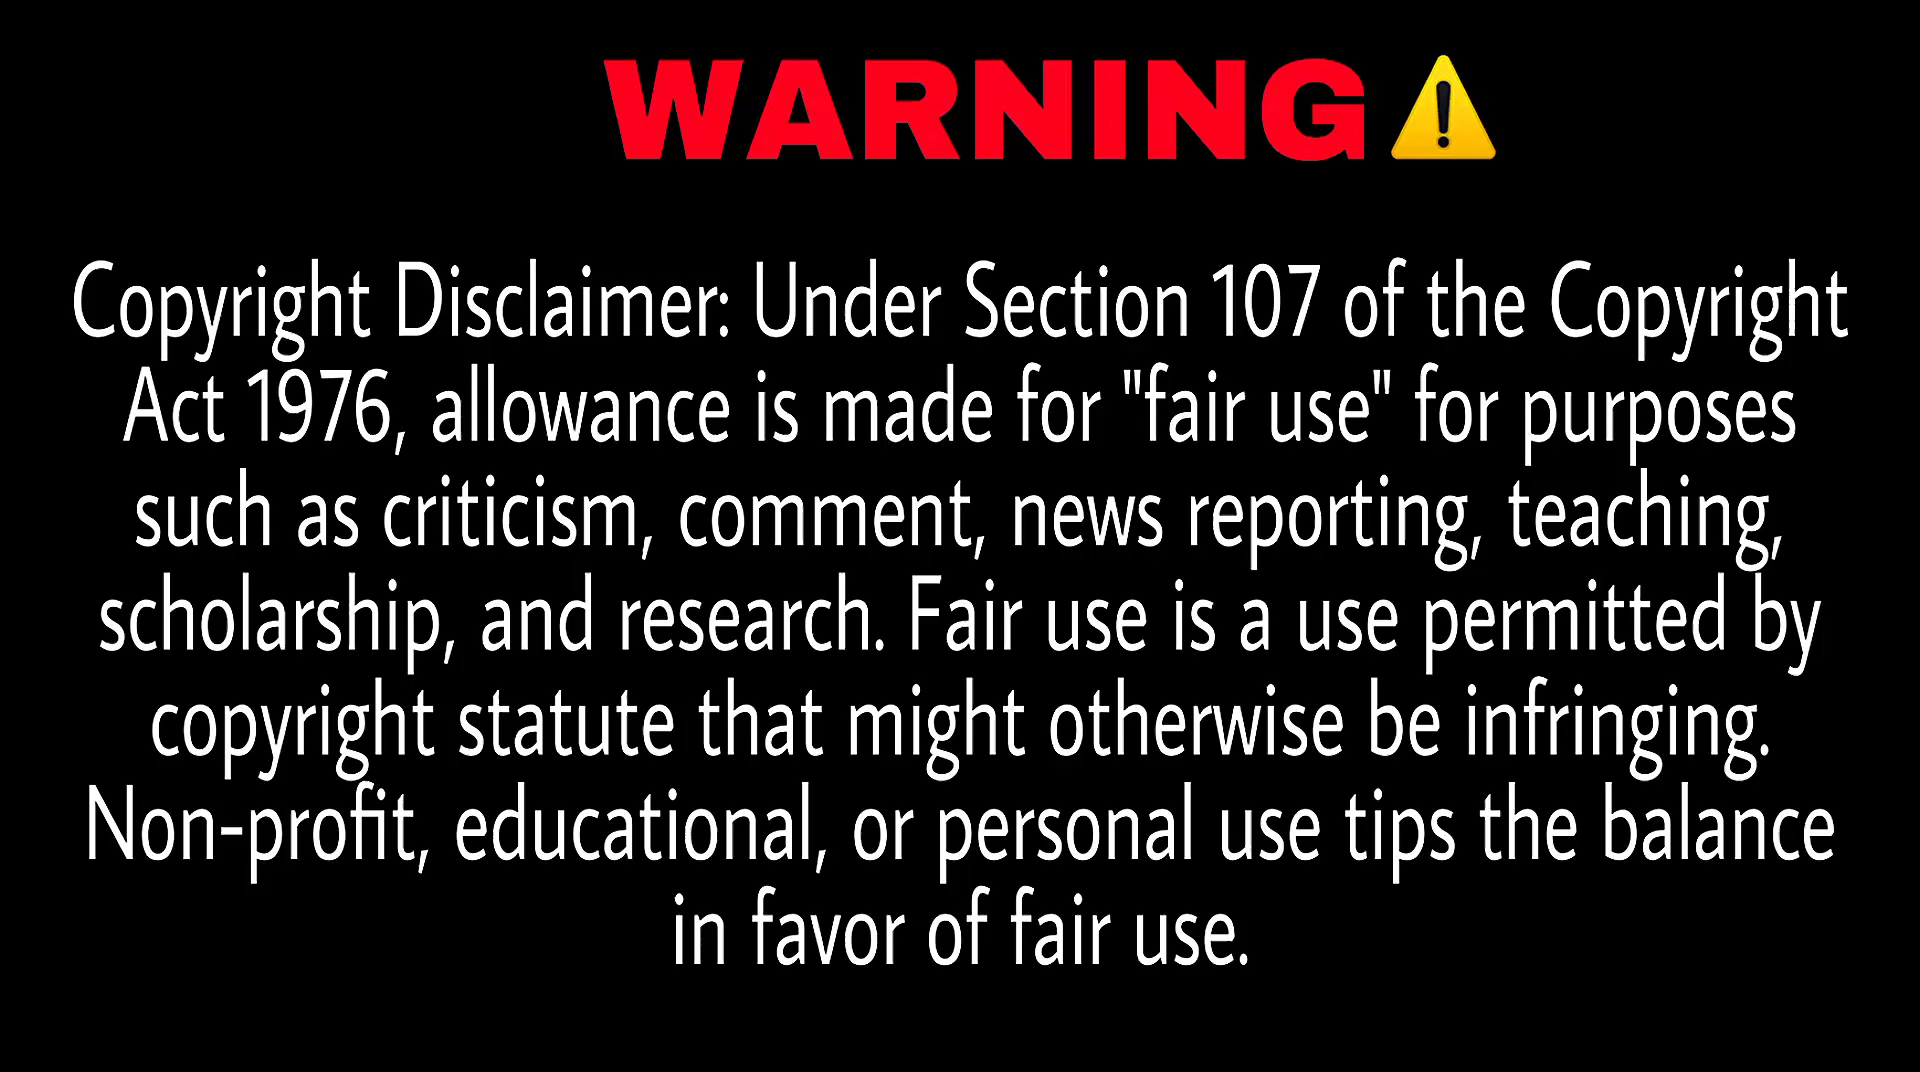 WARNING⚠️
Copyright Disclaimer: Under Section 107 of the Copyright
Act 1976, allowance is made for "fair use" for purposes
such as criticism, comment, news reporting, teaching,
scholarship, and research. Fair use is a use permitted by
copyright statute that might otherwise be infringing.
Non-profit, educational, or personal use tips the balance
in favor of fair use.